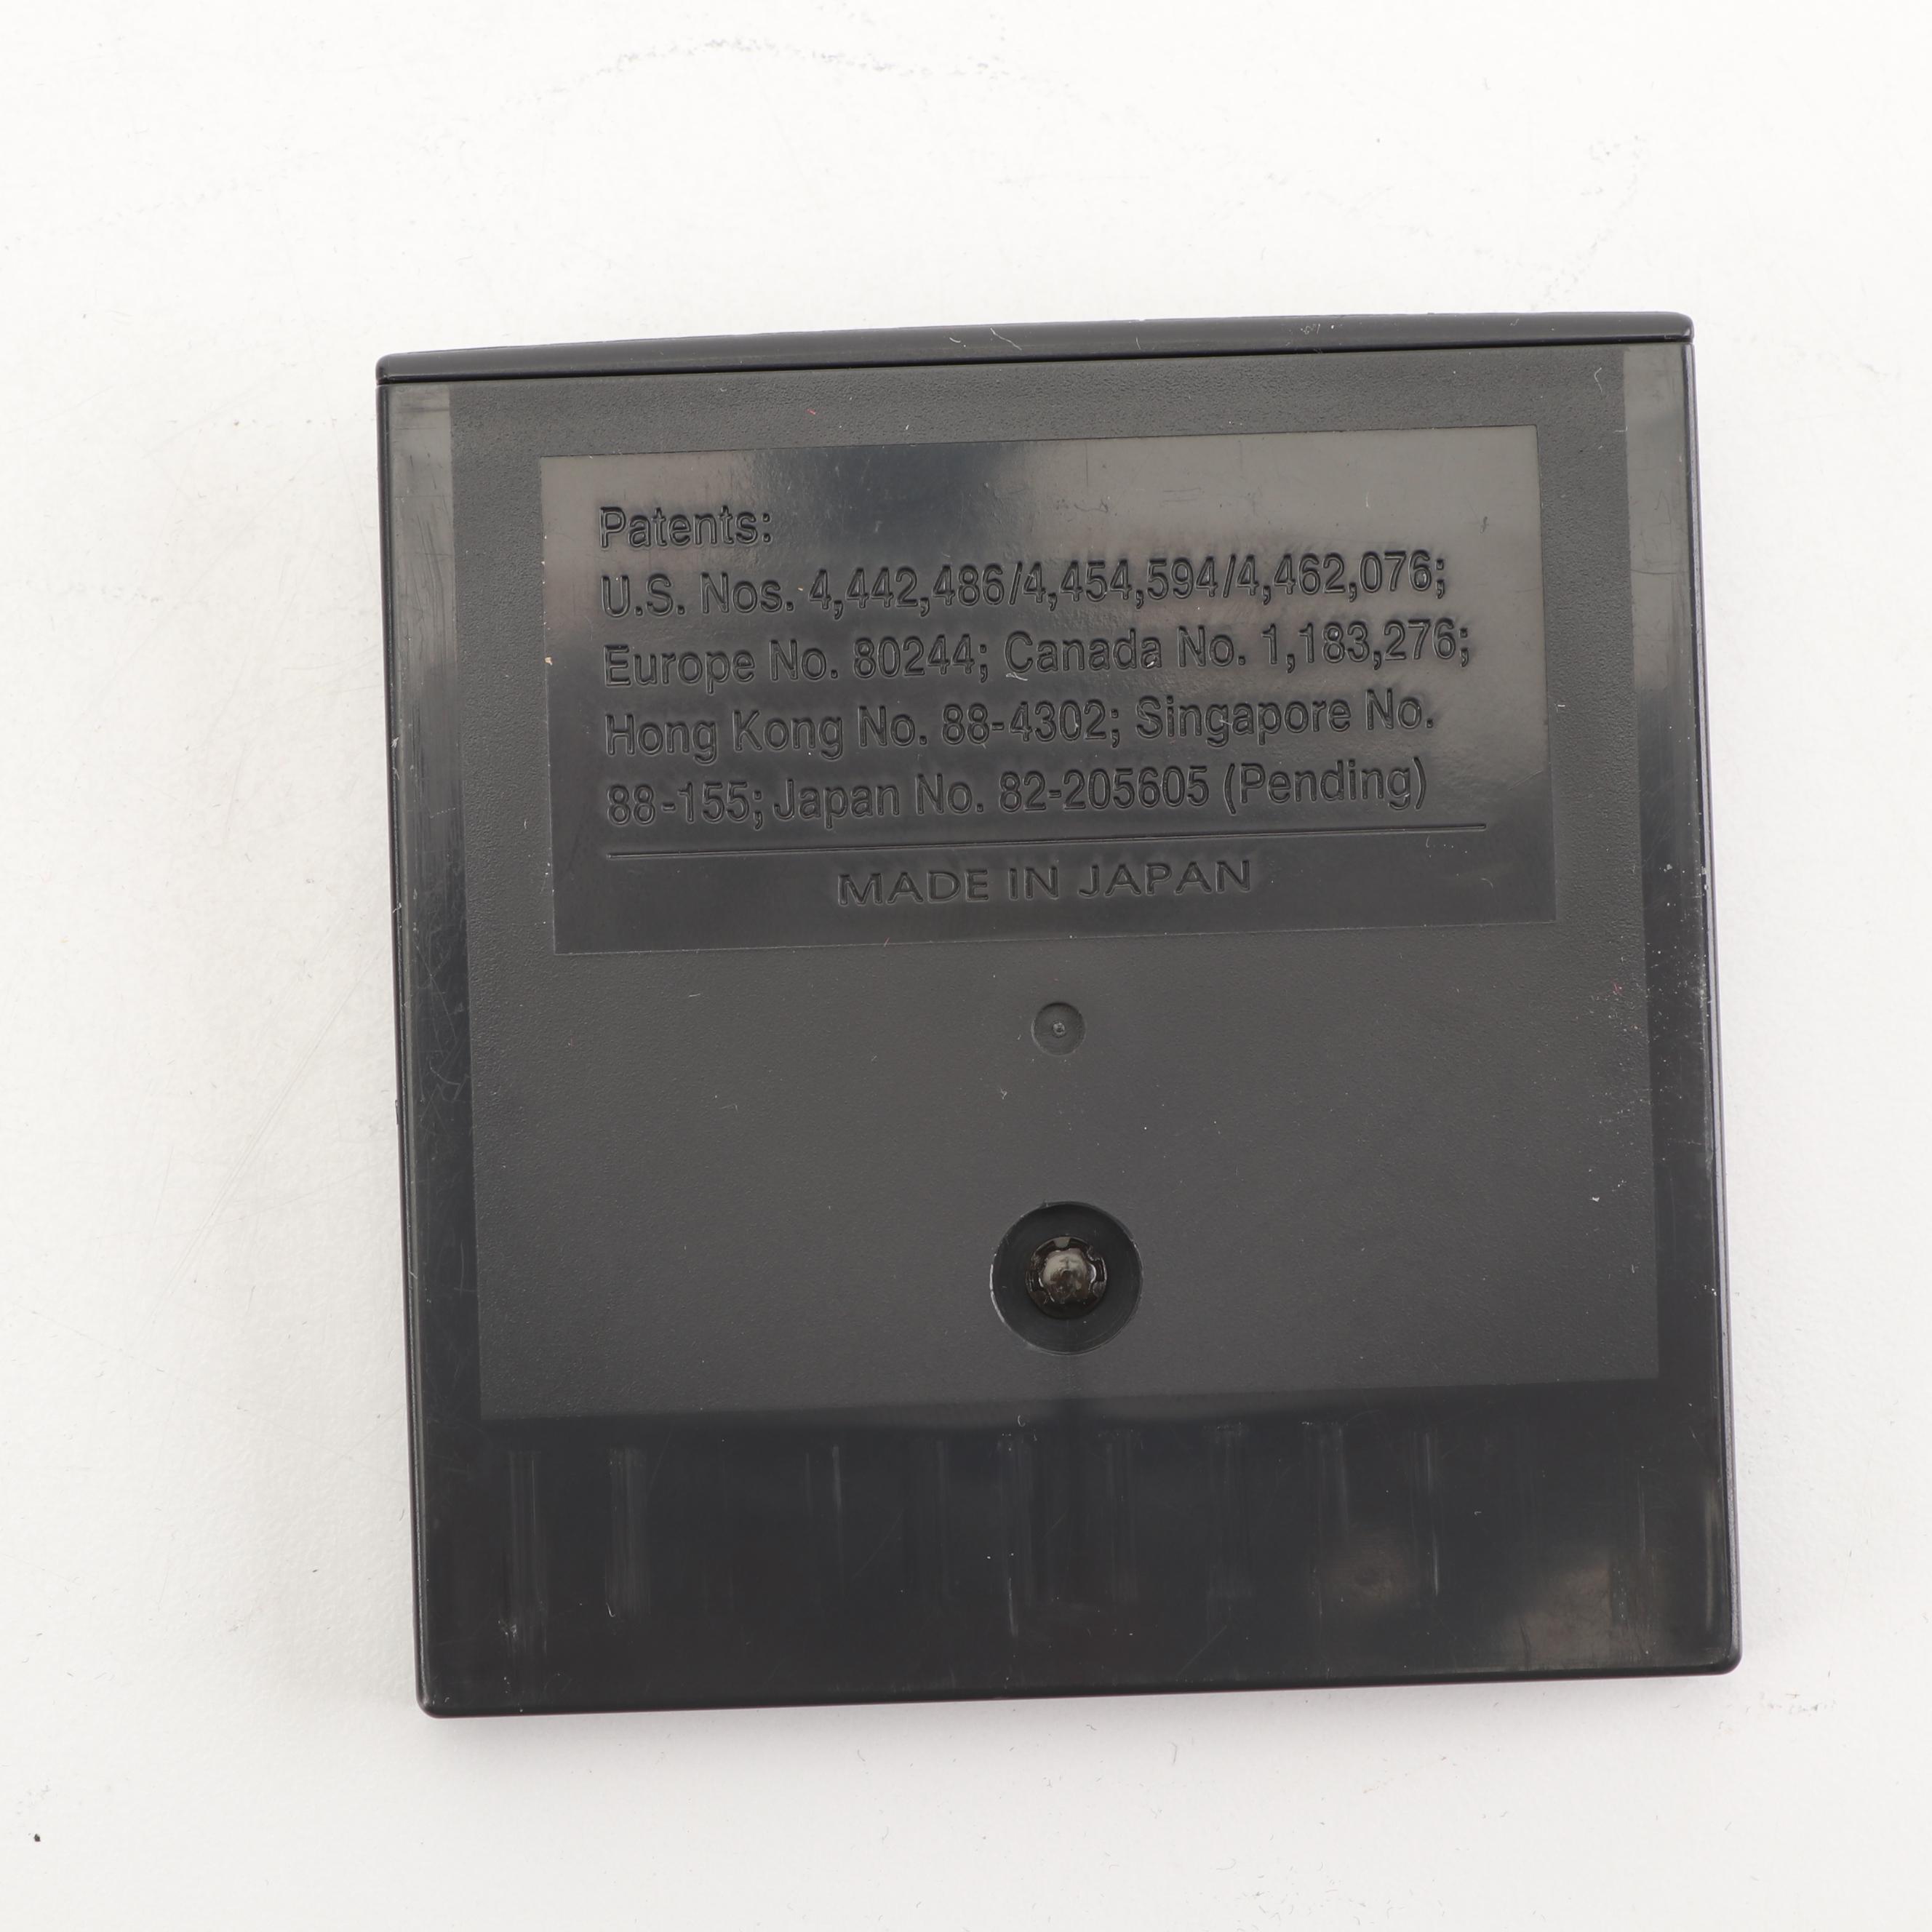 Patents:
U.S. Nos. 4,442,486/4,454,594/4,462,076;
Europe No. 80244; Canada No. 1,183,276;
Hong Kong No. 88-4302; Singapore No.
88-155; Japan No. 82-205605 (Pending)
MADE IN JAPAN